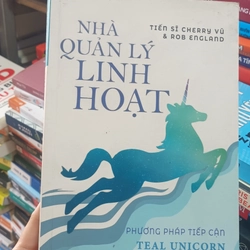 TIẾN SĨ CHERRY VŨ
& ROB ENGLAND
NHÀ
QUẢN LÝ
LINH
HOẠT
PHƯƠNG PHÁP TIẾP CẬN
TEAL UNICORN